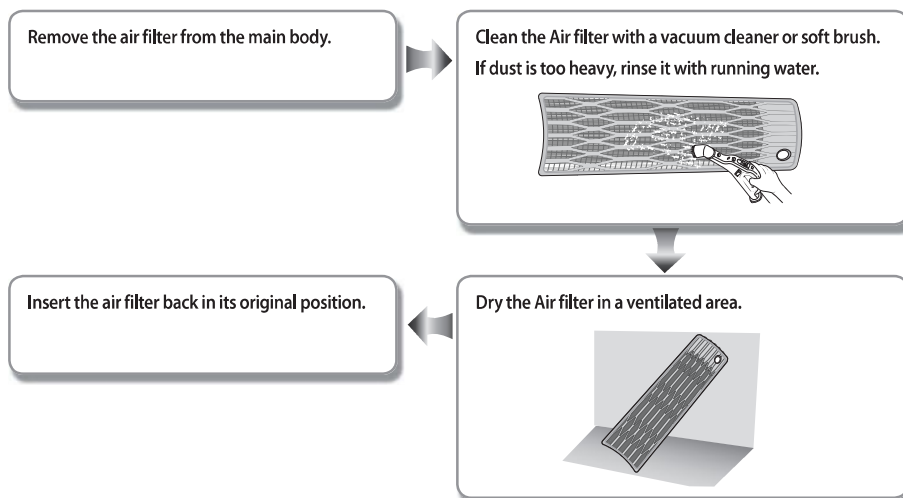 Remove the air filter from the main body.
Clean the Air filter with a vacuum cleaner or soft brush.
If dust is too heavy, rinse it with running water.
Dry the Air filter in a ventilated area.
Insert the air filter back in its original position.